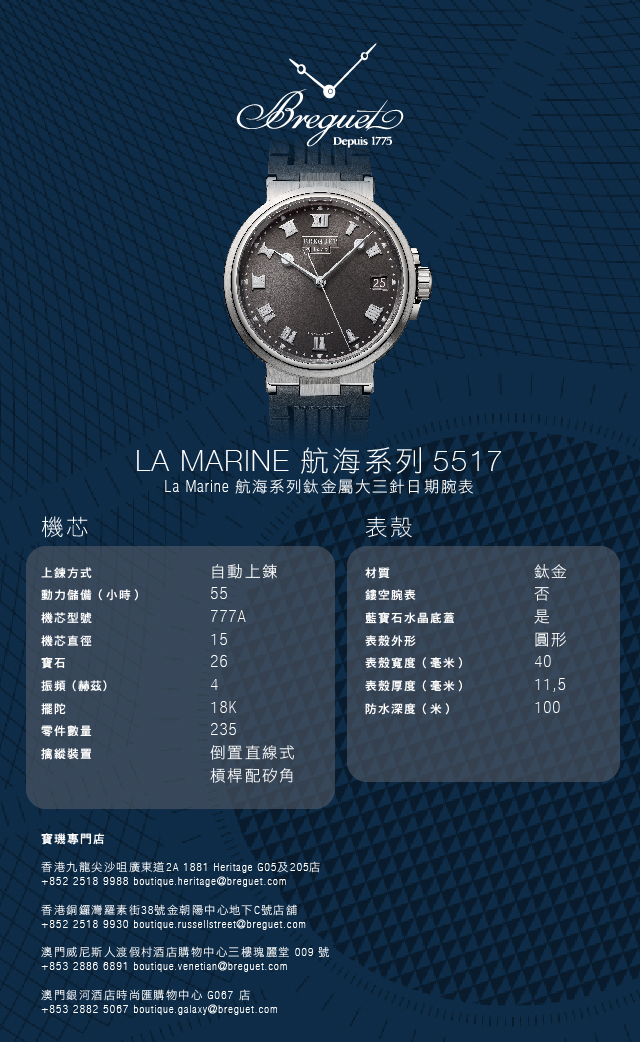 Breguet
Depuis 1775
BREGUET
25
LA MARINE 航海系列 5517
La Marine 航海系列鈦金屬大三針日期腕表
機芯
上鍊方式 自動上鍊
動力儲備（小時） 55
機芯型號 777A
機芯直徑 15
寶石 26
振頻（赫茲） 4
擺陀 18K
零件數量 235
擒縱裝置 倒置直線式
槓桿配矽角
表殼
材質 鈦金
鏤空腕表 否
藍寶石水晶底蓋 是
表殼外形 圓形
表殼寬度（毫米） 40
表殼厚度（毫米） 11,5
防水深度（米） 100
寶璣專門店
香港九龍尖沙咀廣東道2A 1881 Heritage G05及205店
+852 2518 9988 boutique.heritage@breguet.com
香港銅鑼灣羅素街38號金朝陽中心地下C號店舖
+852 2518 9930 boutique.russellstreet@breguet.com
澳門威尼斯人渡假村酒店購物中心三樓瑰麗堂 009 號
+853 2886 6891 boutique.venetian@breguet.com
澳門銀河酒店時尚匯購物中心 G067 店
+853 2882 5067 boutique.galaxy@breguet.com